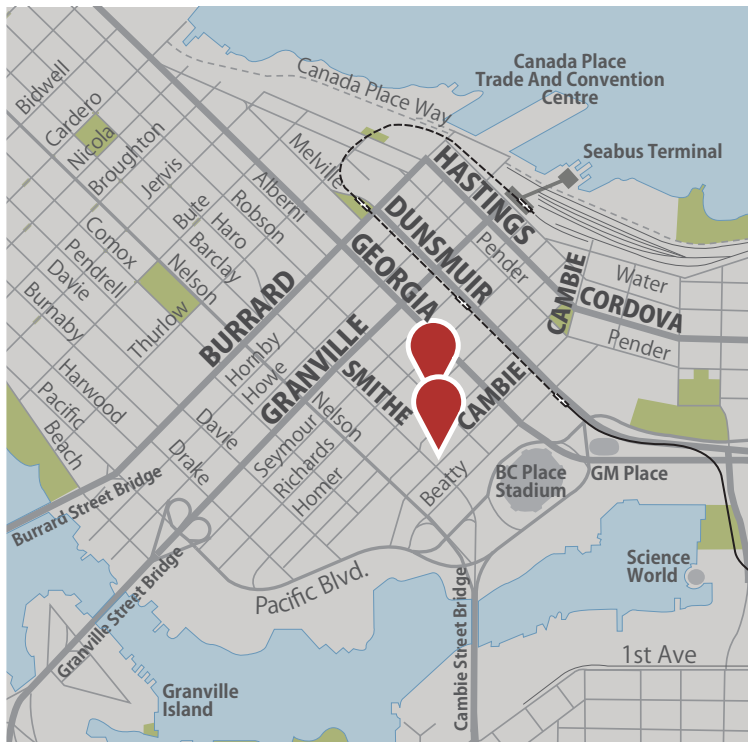 Canada Place
Trade And Convention
Centre
Canada Place Way
Seabus Terminal
Bidwell
Cardero
Nicola
Broughton
Jervis
Melville
Alberni
Robson
Bute
Haro
Barclay
Nelson
Comox
Pendrell
Davie
Burnaby
Thurlow
HASTINGS
DUNSMUIR
GEORGIA
Pender
CAMBIE
Water
CORDOVA
Pender
BURRARD
GRANVILLE
SMITHE
CAMBIE
Hornby
Howe
Harwood
Pacific
Beach
Davie
Drake
Nelson
Seymour
Richards
Homer
Beatty
BC Place
Stadium
GM Place
Burrard Street Bridge
Granville Street Bridge
Pacific Blvd.
Cambie Street Bridge
Science
World
1st Ave
Granville
Island